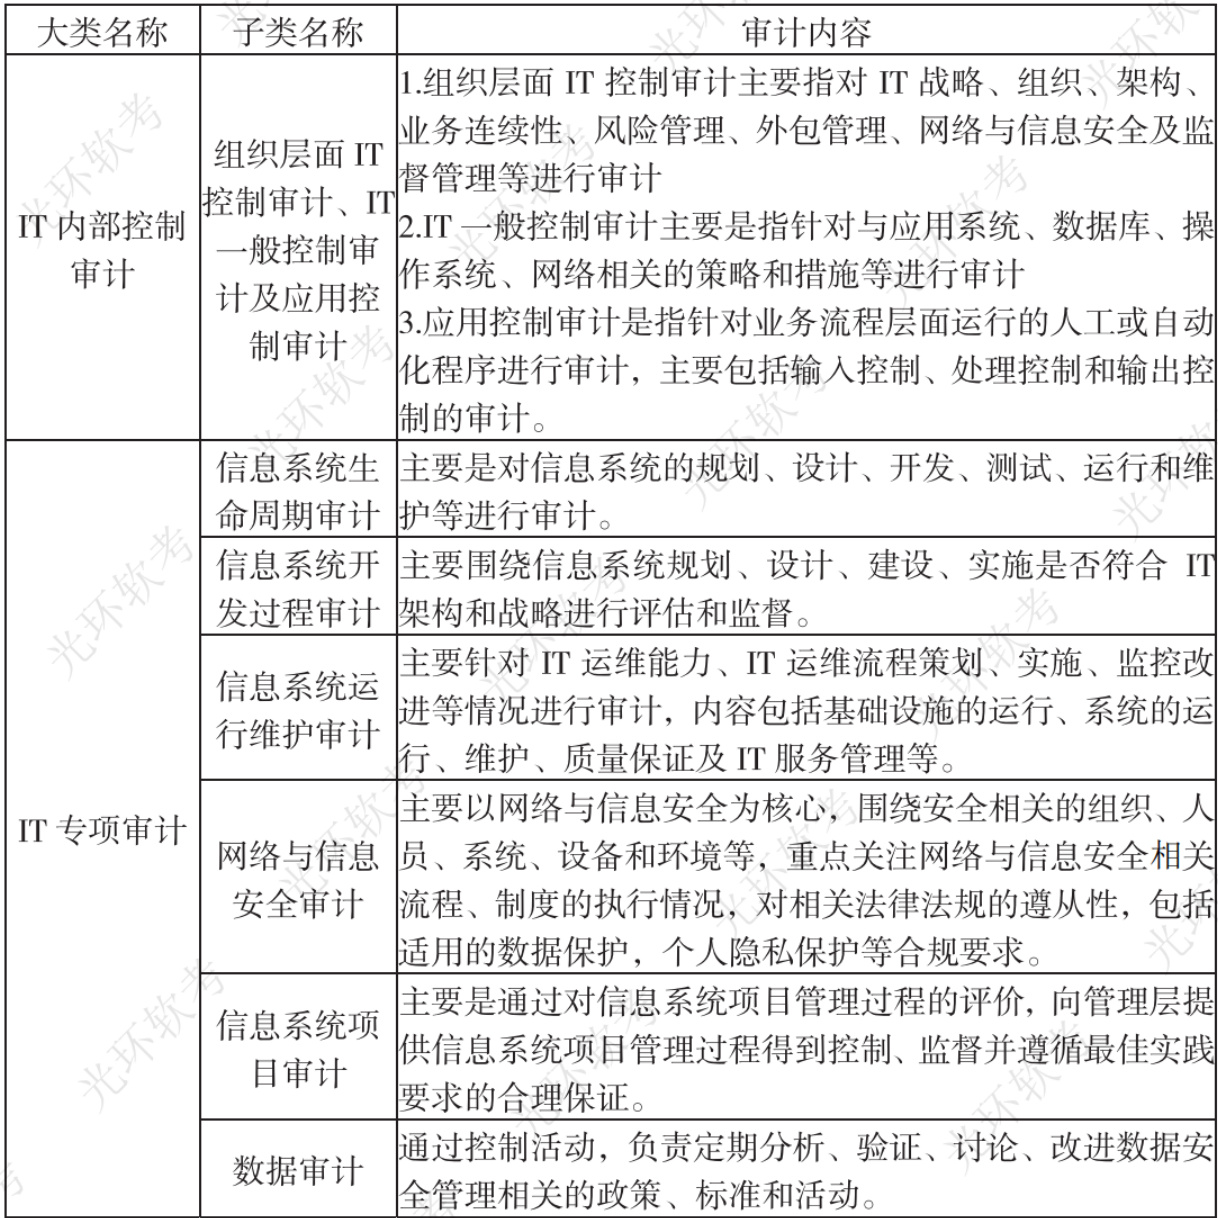 大类名称
子类名称
审计内容
IT 内部控制
审计
组织层面 IT
控制审计、IT
一般控制审
计及应用控
制审计
1.组织层面 IT 控制审计主要指对 IT 战略、组织、架构、
业务连续性、风险管理、外包管理、网络与信息安全及监
督管理等进行审计
2.IT 一般控制审计主要是指针对与应用系统、数据库、操
作系统、网络相关的策略和措施等进行审计
3.应用控制审计是指针对业务流程层面运行的人工或自动
化程序进行审计，主要包括输入控制、处理控制和输出控
制的审计。
IT 专项审计
信息系统生
命周期审计
主要是对信息系统的规划、设计、开发、测试、运行和维
护等进行审计。
信息系统开
发过程审计
主要围绕信息系统规划、设计、建设、实施是否符合 IT
架构和战略进行评估和监督。
信息系统运
行维护审计
主要针对 IT 运维能力、IT 运维流程策划、实施、监控改
进等情况进行审计，内容包括基础设施的运行、系统的运
行、维护、质量保证及 IT 服务管理等。
网络与信息
安全审计
主要以网络与信息安全为核心，围绕安全相关的组织、人
员、系统、设备和环境等，重点关注网络与信息安全相关
流程、制度的执行情况，对相关法律法规的遵从性，包括
适用的数据保护，个人隐私保护等合规要求。
信息系统项
目审计
主要是通过对信息系统项目管理过程的评价，向管理层提
供信息系统项目管理过程得到控制、监督并遵循最佳实践
要求的合理保证。
数据审计
通过控制活动，负责定期分析、验证、讨论、改进数据安
全管理相关的政策、标准和活动。
光环软考